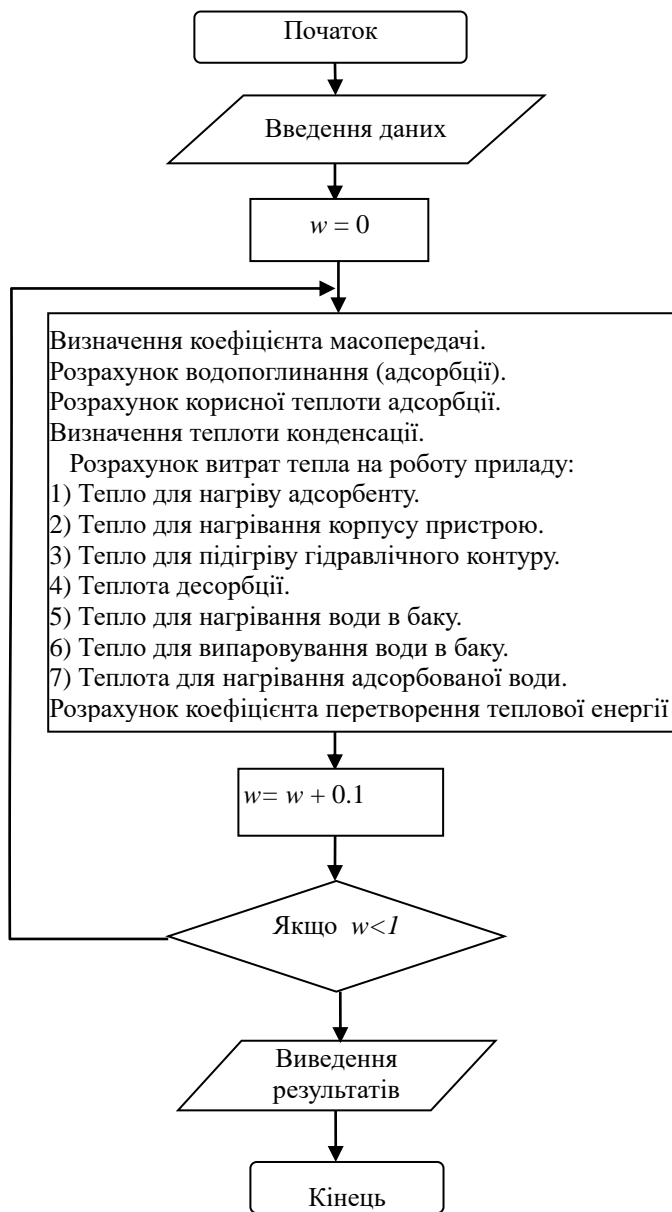 Початок
Введення даних
w = 0
Визначення коефіцієнта масопередачі.
Розрахунок водопоглинання (адсорбції).
Розрахунок корисної теплоти адсорбції.
Визначення теплоти конденсації.
Розрахунок витрат тепла на роботу приладу:
1) Тепло для нагріву адсорбенту.
2) Тепло для нагрівання корпусу пристрою.
3) Тепло для підігріву гідравлічного контуру.
4) Теплота десорбції.
5) Тепло для нагрівання води в баку.
6) Тепло для випаровування води в баку.
7) Теплота для нагрівання адсорбованої води.
Розрахунок коефіцієнта перетворення теплової енергії
w= w + 0.1
Якщо w<1
Виведення
результатів
Кінець